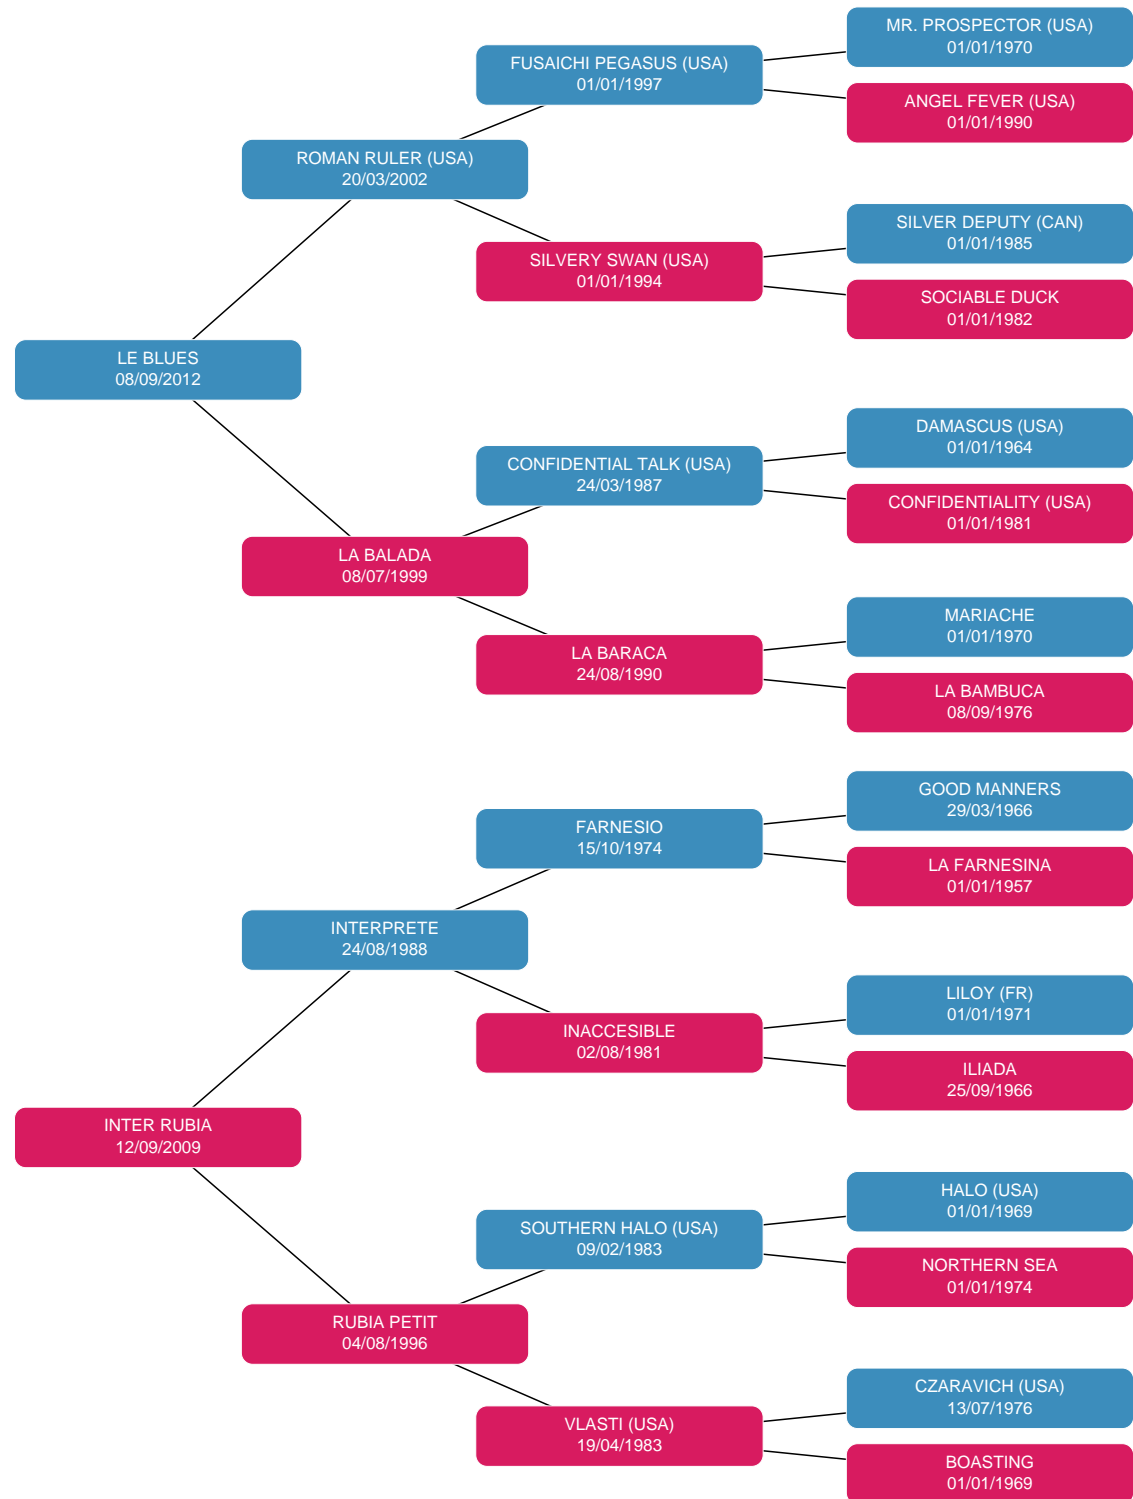 MR. PROSPECTOR (USA)
01/01/1970
FUSAICHI PEGASUS (USA)
01/01/1997
ANGEL FEVER (USA)
01/01/1990
ROMAN RULER (USA)
20/03/2002
SILVER DEPUTY (CAN)
01/01/1985
SILVERY SWAN (USA)
01/01/1994
SOCIABLE DUCK
01/01/1982
LE BLUES
08/09/2012
DAMASCUS (USA)
01/01/1964
CONFIDENTIAL TALK (USA)
24/03/1987
CONFIDENTIALITY (USA)
01/01/1981
LA BALADA
08/07/1999
MARIACHE
01/01/1970
LA BARACA
24/08/1990
LA BAMBUCA
08/09/1976
GOOD MANNERS
29/03/1966
FARNESIO
15/10/1974
LA FARNESINA
01/01/1957
INTERPRETE
24/08/1988
LILOY (FR)
01/01/1971
INACCESIBLE
02/08/1981
ILIADA
25/09/1966
INTER RUBIA
12/09/2009
HALO (USA)
01/01/1969
SOUTHERN HALO (USA)
09/02/1983
NORTHERN SEA
01/01/1974
RUBIA PETIT
04/08/1996
CZARAVICH (USA)
13/07/1976
VLASTI (USA)
19/04/1983
BOASTING
01/01/1969